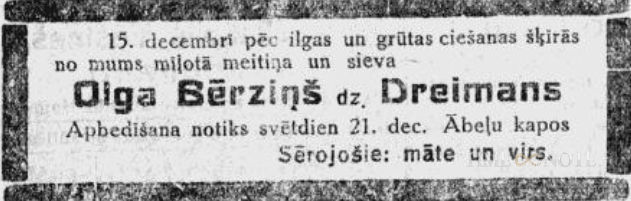 15. decembrī pēc ilgas un grūtas ciešanas šķīrās
no mums miļotā meitiņa un sieva
Olga Bērziņš dz. Dreimans
Apbedīšana notiks svētdien 21. dec. Ābeļu kapos
Sērojošie: māte un vīrs.